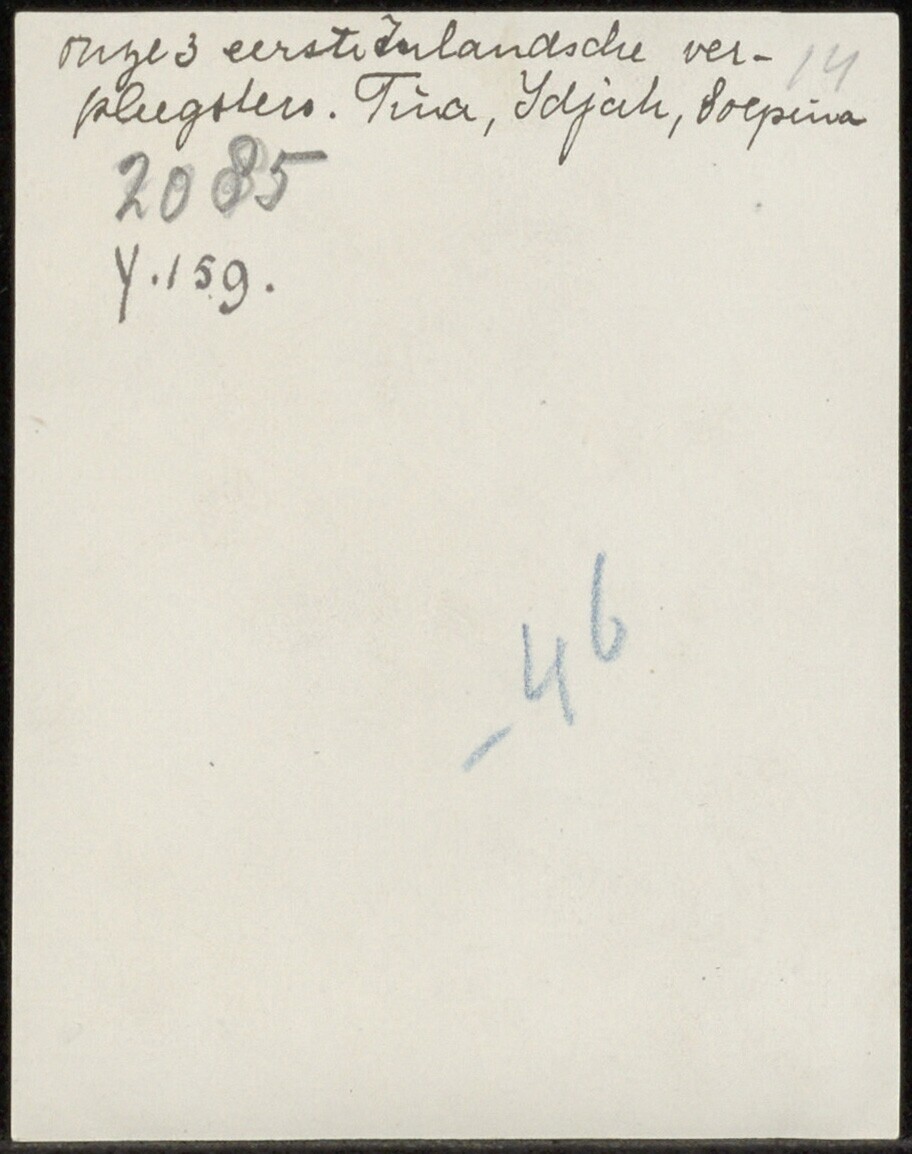 onze 3 eerste Inlandsche ver-
pleegsters. Tina, Idjah, Soepina
14
2085
Y.159.
-46